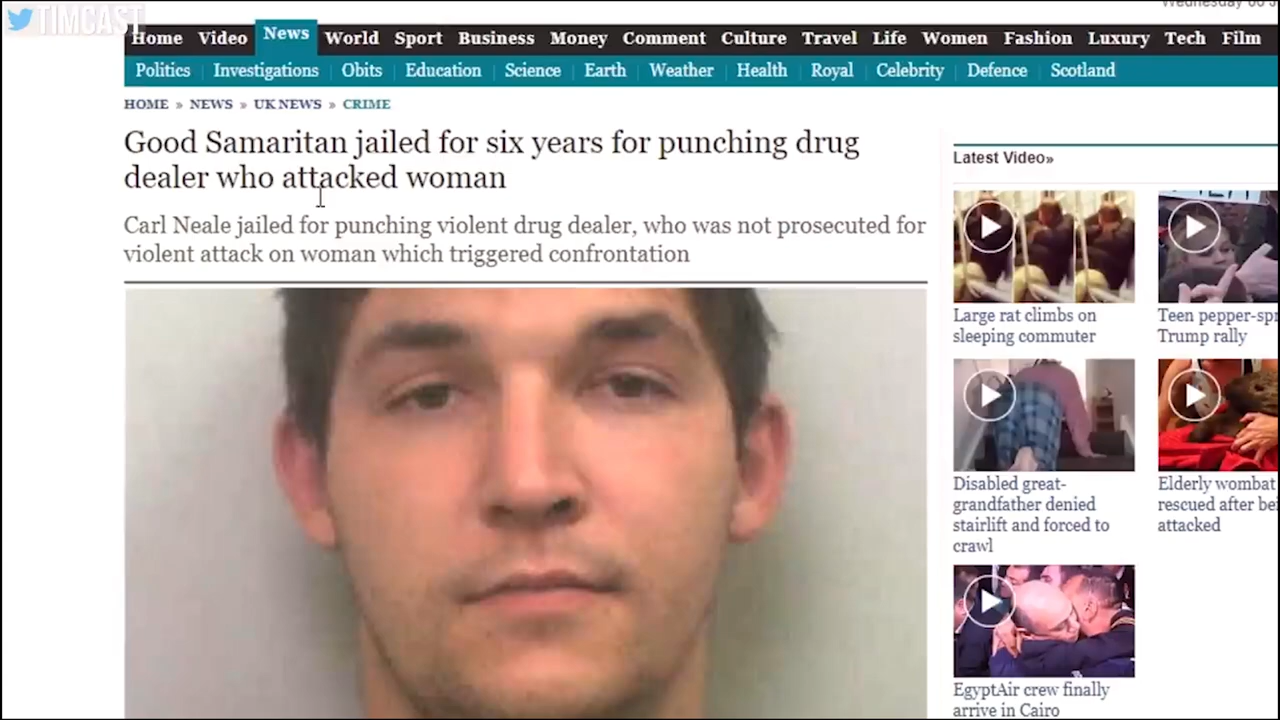 TIMCAST
Home Video News World Sport Business Money Comment Culture Travel Life Women Fashion Luxury Tech Film
Politics Investigations Obits Education Science Earth Weather Health Royal Celebrity Defence Scotland
HOME » NEWS » UK NEWS » CRIME
Good Samaritan jailed for six years for punching drug
dealer who attacked woman
Carl Neale jailed for punching violent drug dealer, who was not prosecuted for
violent attack on woman which triggered confrontation
Latest Video»
Large rat climbs on
sleeping commuter
Teen pepper-
Trump rally
Disabled great-
grandfather denied
stairlift and forced to
crawl
Elderly wombat
rescued after
attacked
EgyptAir crew finally
arrive in Cairo